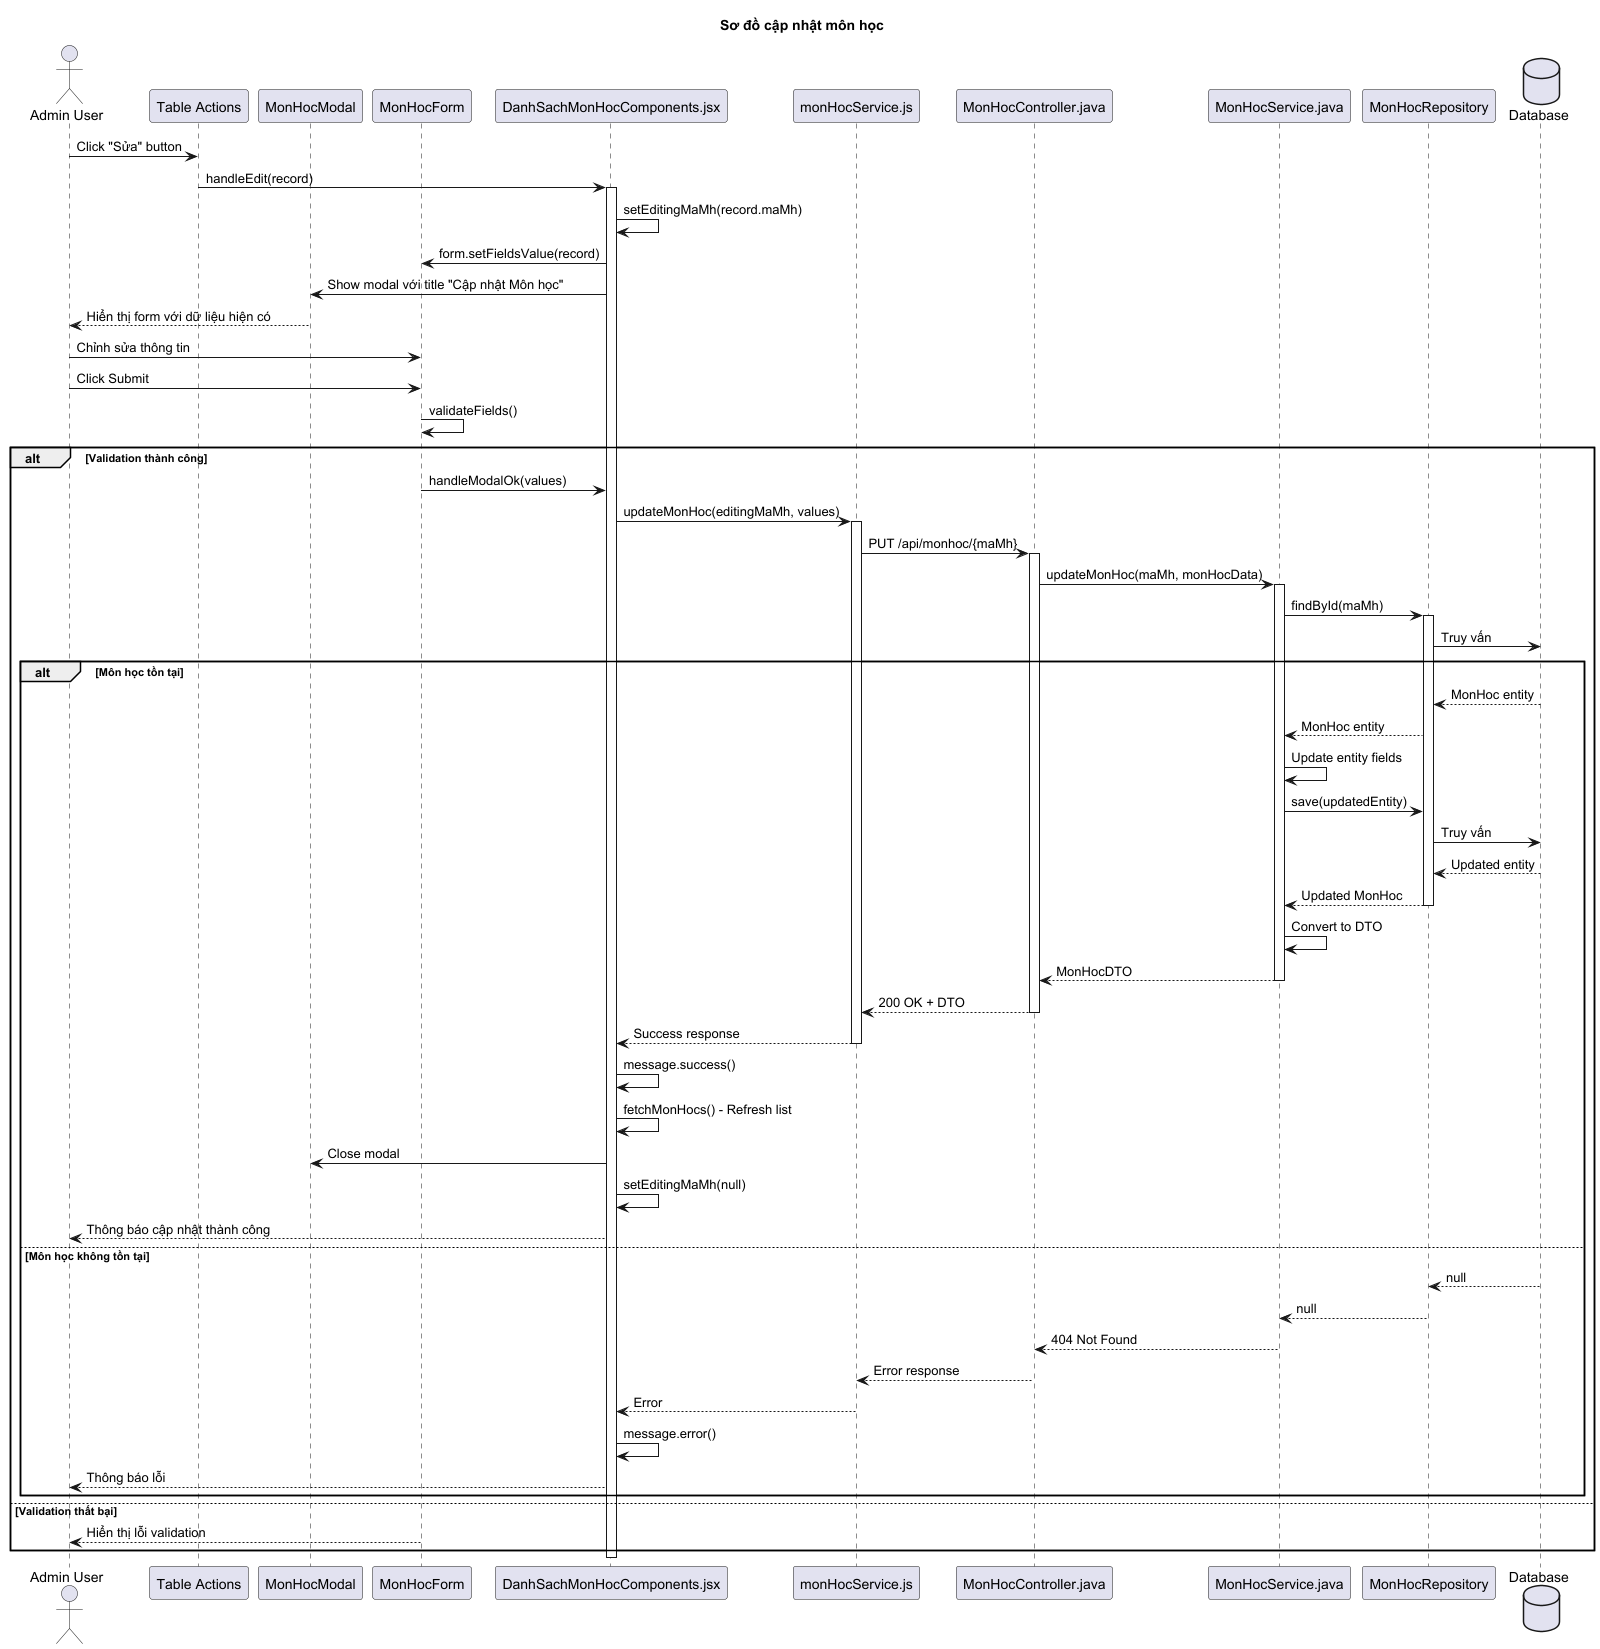 Sơ đồ cập nhật môn học
Admin User
Table Actions
MonHocModal
MonHocForm
DanhSachMonHocComponents.jsx
monHocService.js
MonHocController.java
MonHocService.java
MonHocRepository
Database
Click "Sửa" button
handleEdit(record)
setEditingMaMh(record.maMh)
form.setFieldsValue(record)
Show modal với title "Cập nhật Môn học"
Hiển thị form với dữ liệu hiện có
Chỉnh sửa thông tin
Click Submit
validateFields()
alt [Validation thành công]
handleModalOk(values)
updateMonHoc(editingMaMh, values)
PUT /api/monhoc/{maMh}
updateMonHoc(maMh, monHocData)
findById(maMh)
Truy vấn
alt [Môn học tồn tại]
MonHoc entity
MonHoc entity
Update entity fields
save(updatedEntity)
Truy vấn
Updated entity
Updated MonHoc
Convert to DTO
MonHocDTO
200 OK + DTO
Success response
message.success()
fetchMonHocs() - Refresh list
Close modal
setEditingMaMh(null)
Thông báo cập nhật thành công
[Môn học không tồn tại]
null
null
404 Not Found
Error response
Error
message.error()
Thông báo lỗi
[Validation thất bại]
Hiển thị lỗi validation
Admin User
Table Actions
MonHocModal
MonHocForm
DanhSachMonHocComponents.jsx
monHocService.js
MonHocController.java
MonHocService.java
MonHocRepository
Database